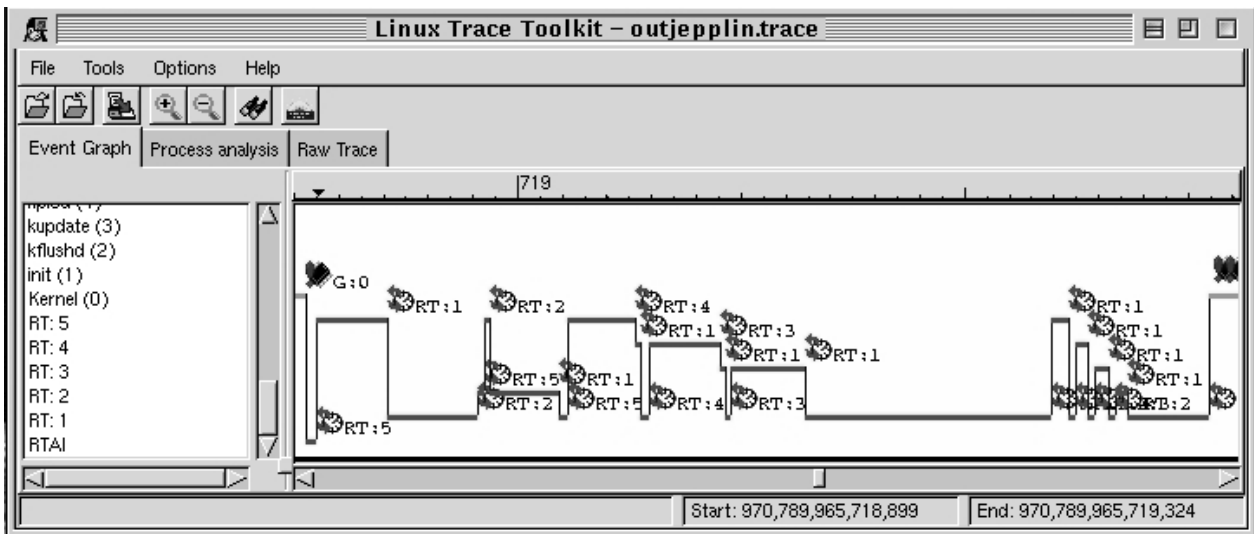 Linux Trace Toolkit – outjepplin.trace
File Tools Options Help
Event Graph Process analysis Raw Trace
719
kupdate (3)
kflushd (2)
init (1)
Kernel (0)
RT: 5
RT: 4
RT: 3
RT: 2
RT: 1
RTAI
G:0
RT:1 RT:2 RT:4 RT:1
RT:1 RT:3 RT:1
RT:1 RT:1 RT:1
RT:5 RT:1 RT:1
RT:2 RT:5 RT:4 RT:3
RT:5
Start: 970,789,965,718,899 End: 970,789,965,719,324